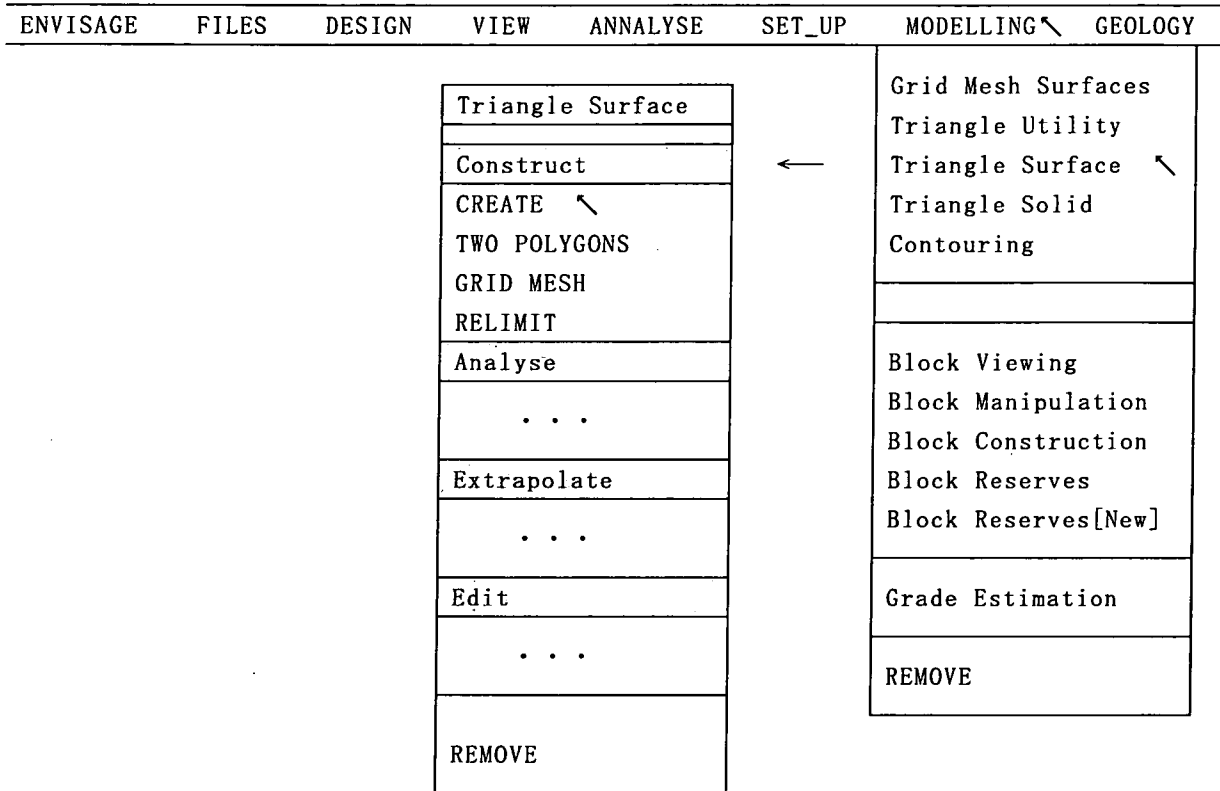 ENVISAGE FILES DESIGN VIEW ANNALYSE SET_UP MODELLING↖ GEOLOGY
Triangle Surface
Construct ←
CREATE ↖
TWO POLYGONS
GRID MESH
RELIMIT
Analyse
• • •
Extrapolate
• • •
Edit
• • •
REMOVE
Grid Mesh Surfaces
Triangle Utility
Triangle Surface ↖
Triangle Solid
Contouring
Block Viewing
Block Manipulation
Block Construction
Block Reserves
Block Reserves[New]
Grade Estimation
REMOVE